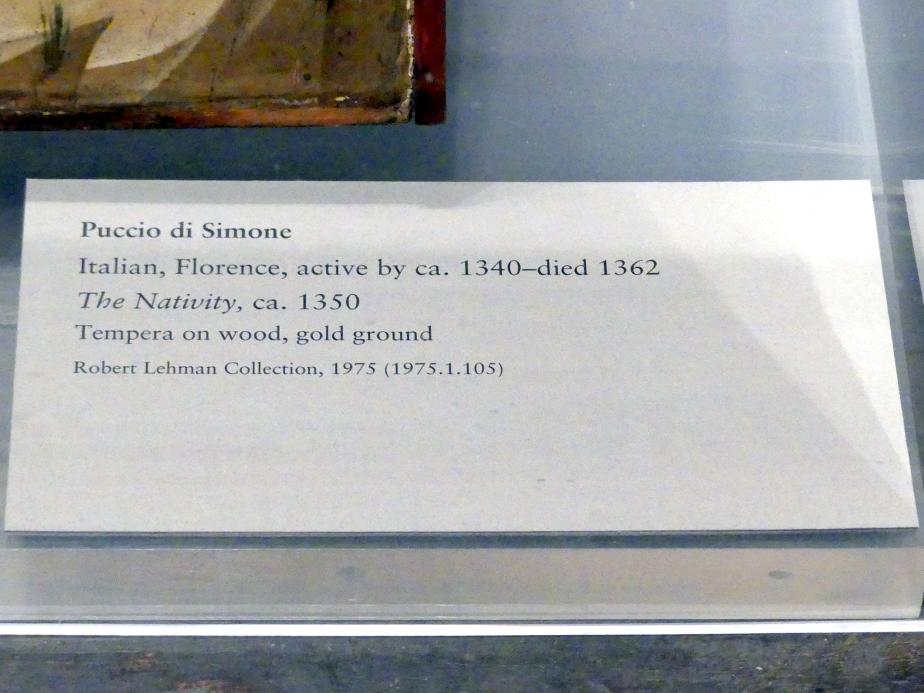 Puccio di Simone
Italian, Florence, active by ca. 1340–died 1362
The Nativity, ca. 1350
Tempera on wood, gold ground
Robert Lehman Collection, 1975 (1975.1.105)